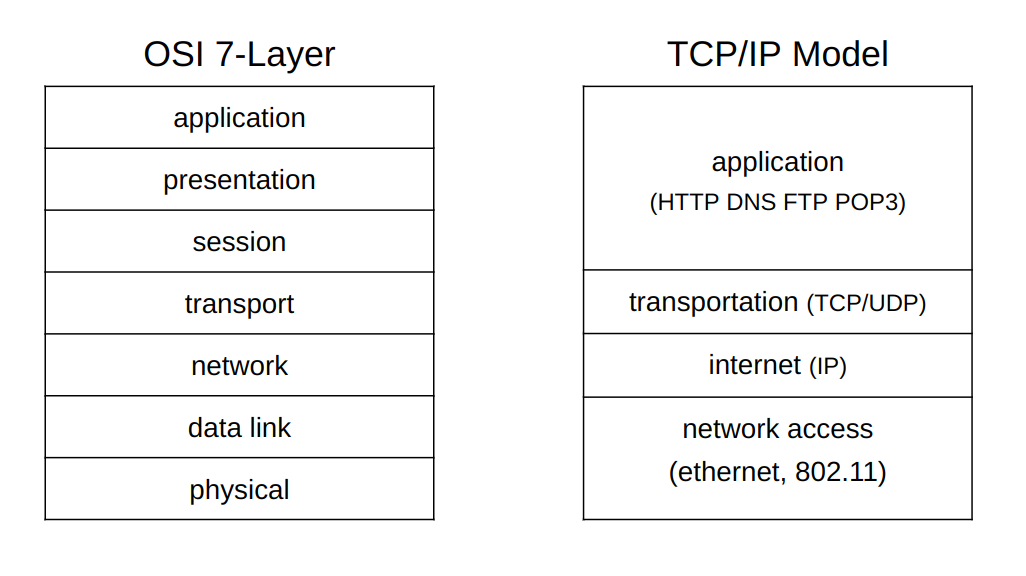 OSI 7-Layer
application
presentation
session
transport
network
data link
physical
TCP/IP Model
application
(HTTP DNS FTP POP3)
transportation (TCP/UDP)
internet (IP)
network access
(ethernet, 802.11)